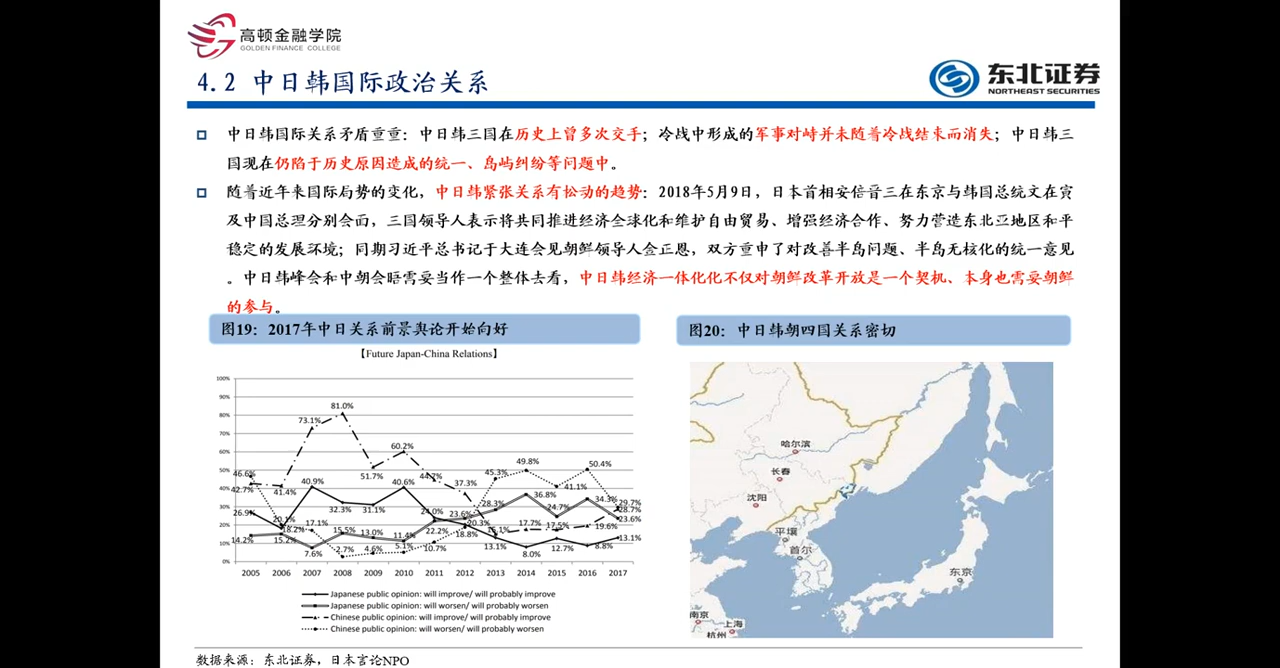 高顿金融学院
GOLDEN FINANCE COLLEGE
4.2 中日韩国际政治关系
东北证券
NORTHEAST SECURITIES
中日韩国际关系矛盾重重：中日韩三国在历史上曾多次交手；冷战中形成的军事对峙并未随着冷战结束而消失；中日韩三
国现在仍陷于历史原因造成的统一、岛屿纠纷等问题中。
随着近年来国际局势的变化，中日韩紧张关系有松动的趋势：2018年5月9日，日本首相安倍晋三在东京与韩国总统文在寅
及中国总理分别会面，三国领导人表示将共同推进经济全球化和维护自由贸易、增强经济合作、努力营造东北亚地区和平
稳定的发展环境；同期习近平总书记于大连会见朝鲜领导人金正恩，双方重申了对改善半岛问题、半岛无核化的统一意见
。中日韩峰会和中朝会晤需要当作一个整体去看，中日韩经济一体化化不仅对朝鲜改革开放是一个契机、本身也需要朝鲜
的参与。
图19：2017年中日关系前景舆论开始向好
图20：中日韩朝四国关系密切
【Future Japan-China Relations】
100%
90%
80%
70%
60%
50%
40%
30%
20%
10%
0%
81.0%
73.1%
60.2%
46.6%
42.7%
41.4%
51.7%
44.2%
37.3%
45.3%
49.8%
41.1%
50.4%
26.9%
40.9%
32.3%
31.1%
40.6%
24.0%
23.6%
28.3%
36.8%
24.7%
34.3%
29.7%
28.7%
23.6%
20.1%
18.2%
17.1%
15.5%
13.0%
11.4%
22.2%
20.3%
18.8%
15.1%
17.7%
17.5%
19.6%
14.2%
15.2%
7.6%
2.7%
4.6%
5.1%
10.7%
13.1%
8.0%
12.7%
8.8%
13.1%
2005 2006 2007 2008 2009 2010 2011 2012 2013 2014 2015 2016 2017
Japanese public opinion: will improve/ will probably improve
Japanese public opinion: will worsen/ will probably worsen
Chinese public opinion: will improve/ will probably improve
Chinese public opinion: will worsen/ will probably worsen
哈尔滨
长春
沈阳
平壤
首尔
东京
南京
上海
杭州
数据来源：东北证券，日本言论NPO